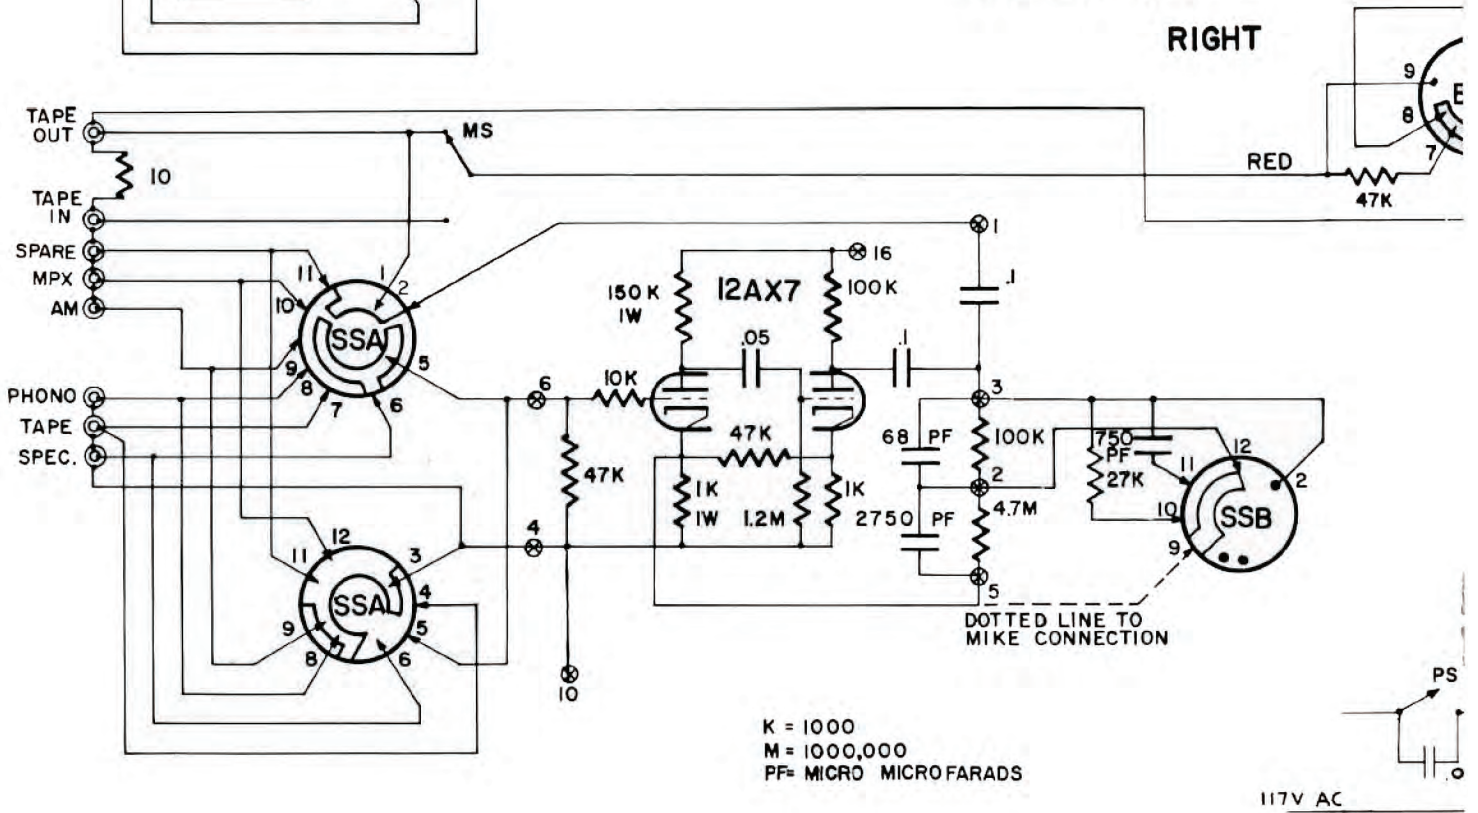 RIGHT
TAPE
OUT
MS
10
TAPE
IN
SPARE
MPX
AM
PHONO
TAPE
SPEC.
11
1
2
10
SSA
5
9
8
7
6
12
11
3
SSA
4
9
5
8
6
6
10K
47K
4
10
150K
1W
12AX7
16
100K
.05
.1
1
.1
47K
1K
1W
1.2M
1K
3
68 PF
100K
2
2750 PF
4.7M
5
DOTTED LINE TO
MIKE CONNECTION
750
PF
27K
12
11
2
10
SSB
9
RED
47K
9
8
7
K = 1000
M = 1000,000
PF= MICRO MICROFARADS
PS
117V AC